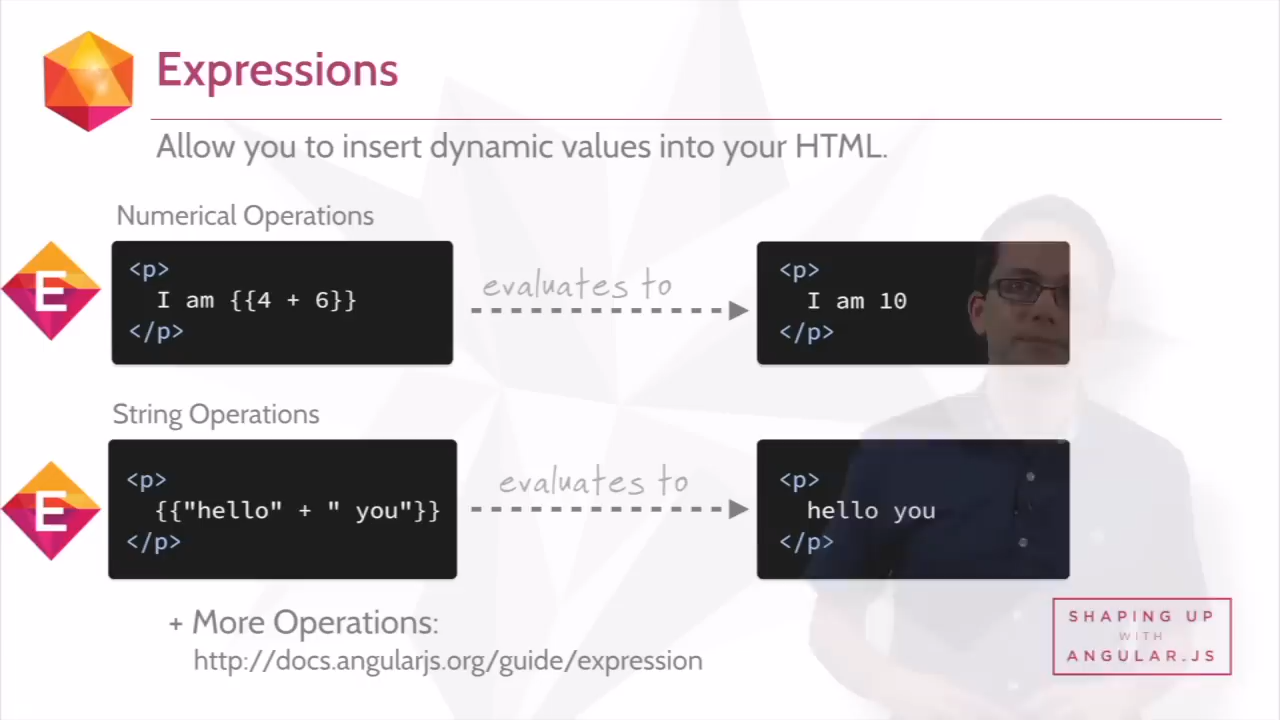 Expressions
Allow you to insert dynamic values into your HTML.
Numerical Operations
E
<p>
I am {{4 + 6}}
</p>
evaluates to
<p>
I am 10
</p>
String Operations
E
<p>
{{"hello" + " you"}}
</p>
evaluates to
<p>
hello you
</p>
+ More Operations:
http://docs.angularjs.org/guide/expression
SHAPING UP
WITH
ANGULAR.JS